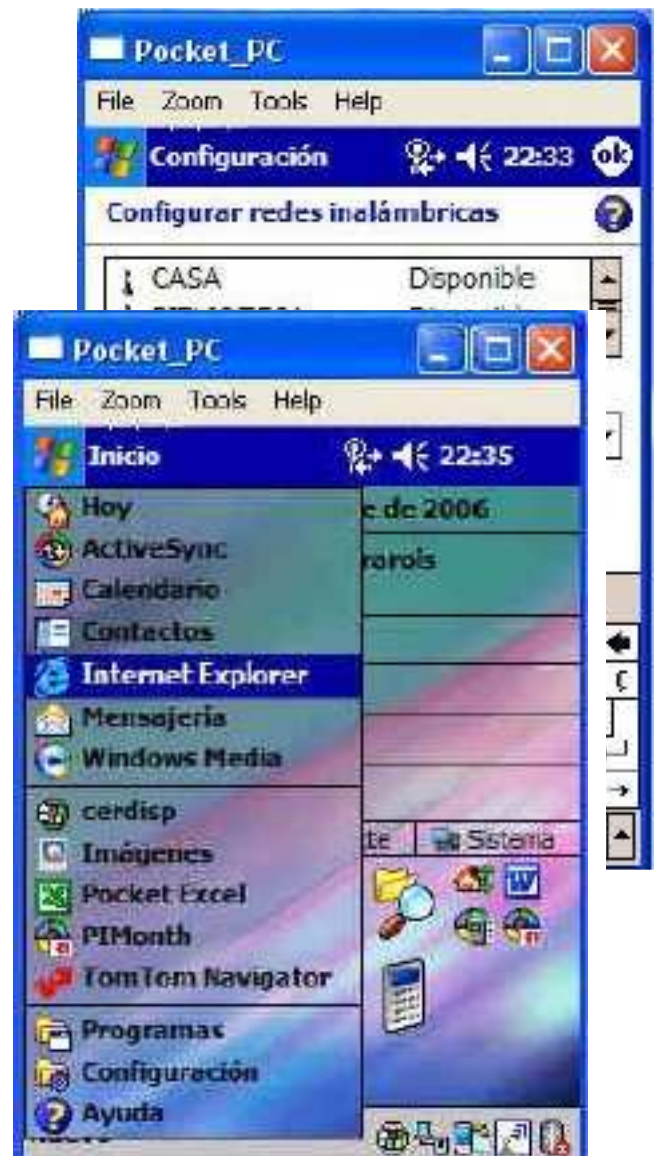 Pocket_PC
File Zoom Tools Help
Configuración 22:33 ok
Configurar redes inalámbricas
CASA Disponible
Pocket_PC
File Zoom Tools Help
Inicio 22:35
Hoy
e de 2006
ActiveSync
Calendario
Contactos
Internet Explorer
Mensajería
Windows Media
cerdisp
Imágenes
Pocket Excel
PIMonth
TomTom Navigator
Programas
Configuración
Ayuda
te Sistema
ç